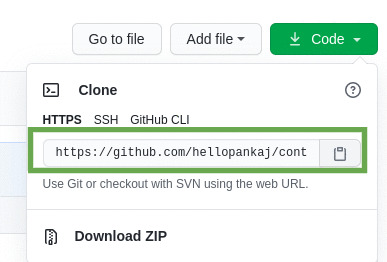 Go to file Add file Code
Clone
HTTPS SSH GitHub CLI
https://github.com/hellopankaj/cont
Use Git or checkout with SVN using the web URL.
Download ZIP